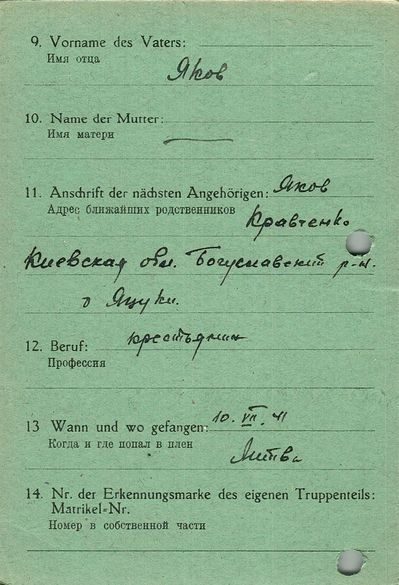 9. Vorname des Vaters:
Имя отца
Яков
10. Name der Mutter:
Имя матери
11. Anschrift der nächsten Angehörigen: Яков
Адрес ближайших родственников Кравченко
Киевская обл. Богуславский р-н.
Яцуки.
12. Beruf: крестьянин
Профессия
13 Wann und wo gefangen: 10. VII. 41
Когда и где попал в плен
Литва
14. Nr. der Erkennungsmarke des eigenen Truppenteils:
Matrikel-Nr.
Номер в собственной части